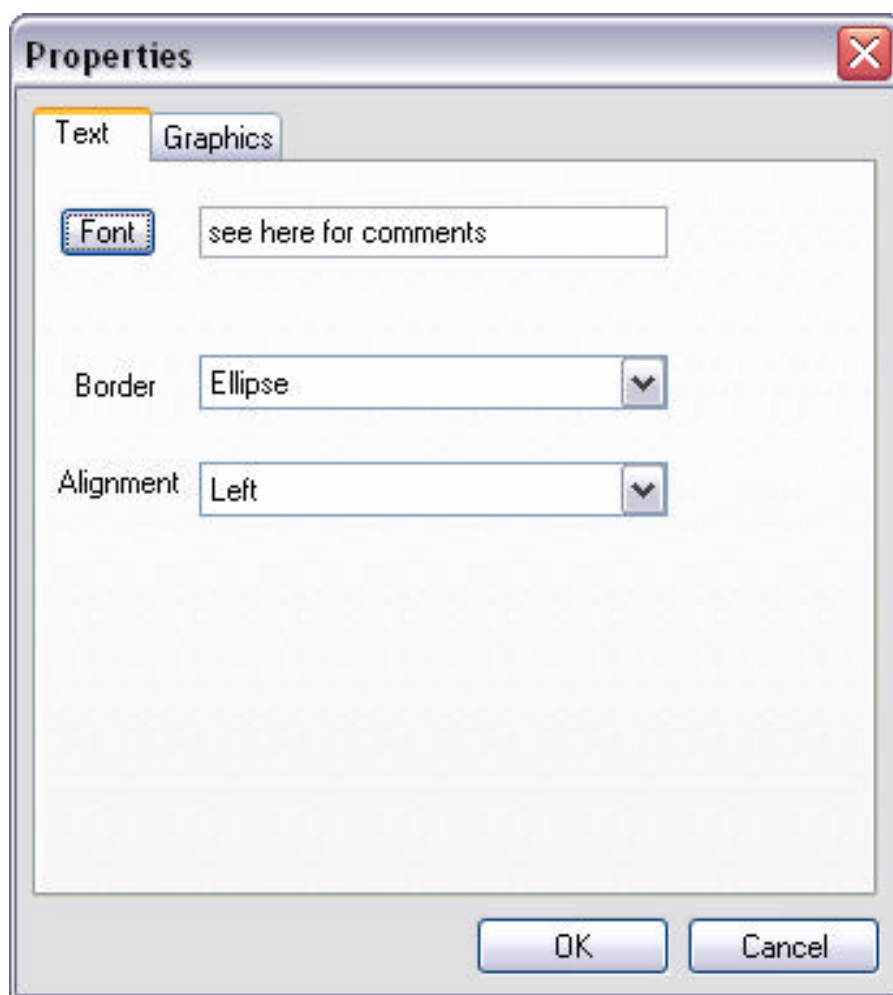 Properties
Text Graphics
Font see here for comments
Border Ellipse
Alignment Left
OK Cancel